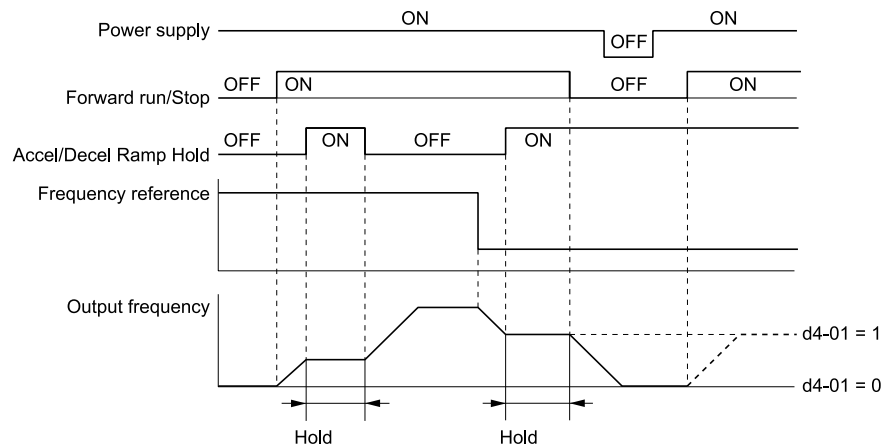 ON ON
Power supply OFF
OFF ON OFF ON
Forward run/Stop
OFF ON OFF ON
Accel/Decel Ramp Hold
Frequency reference
Output frequency
d4-01 = 1
d4-01 = 0
Hold Hold